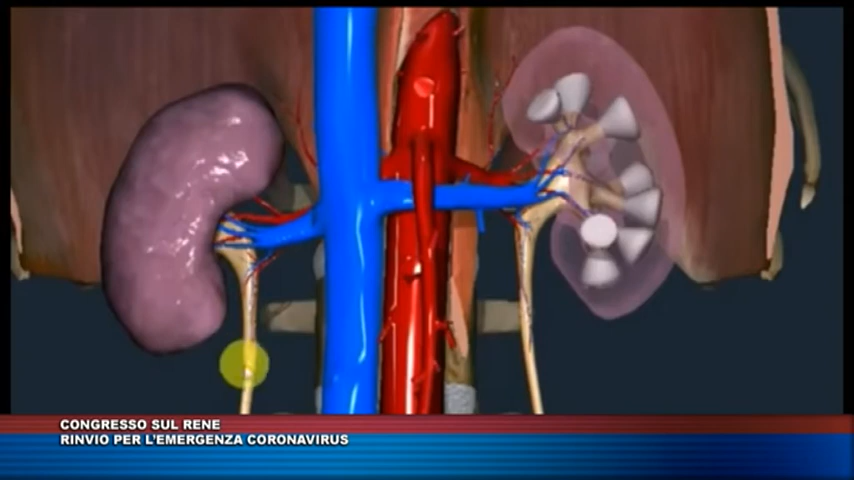 CONGRESSO SUL RENE
RINVIO PER L'EMERGENZA CORONAVIRUS